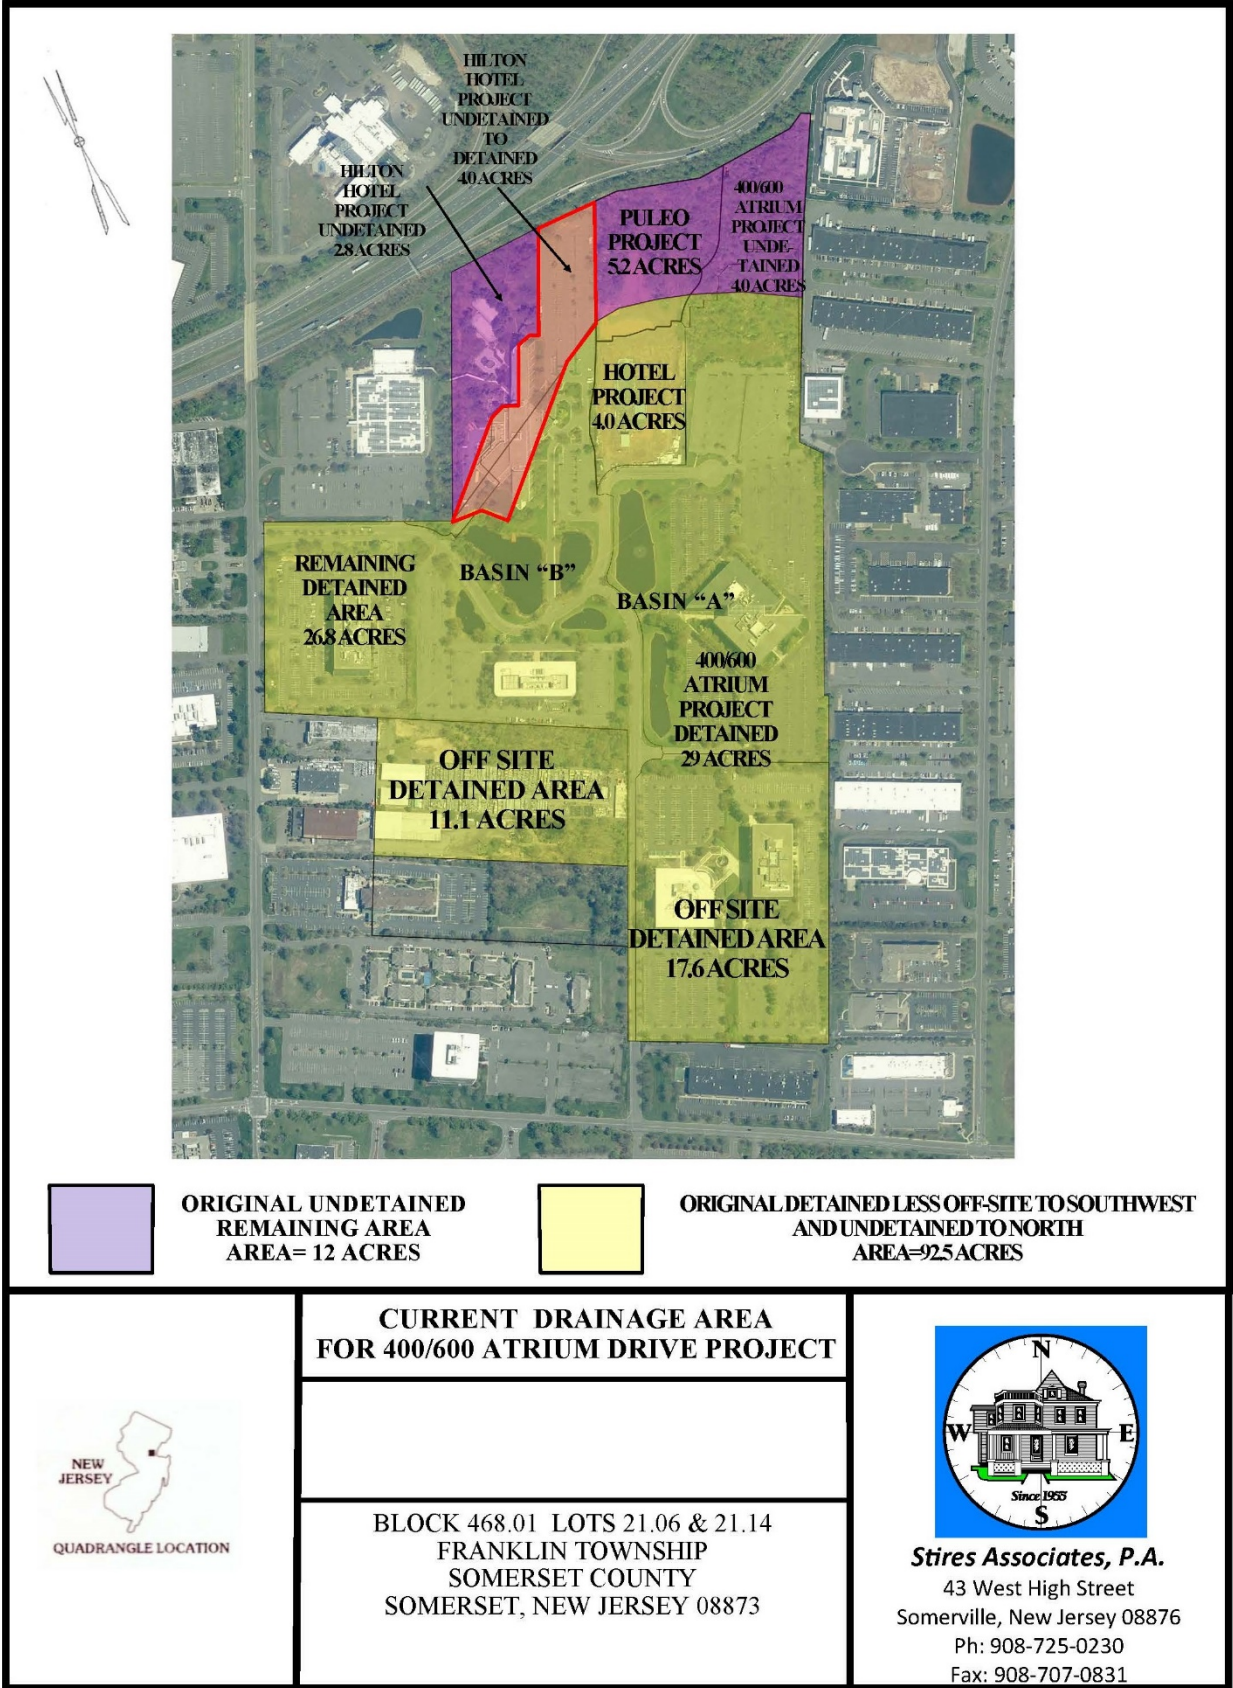 HILTON
HOTEL
PROJECT
UNDETAINED
TO
DETAINED
4.0 ACRES
HILTON
HOTEL
PROJECT
UNDETAINED
2.8 ACRES
PULEO
PROJECT
5.2 ACRES
400/600
ATRIUM
PROJECT
UNDE-
TAINED
4.0 ACRES
HOTEL
PROJECT
4.0 ACRES
REMAINING
DETAINED
AREA
26.8 ACRES
BASIN “B”
BASIN “A”
400/600
ATRIUM
PROJECT
DETAINED
29 ACRES
OFF SITE
DETAINED AREA
11.1 ACRES
OFF SITE
DETAINED AREA
17.6 ACRES
ORIGINAL UNDETAINED
REMAINING AREA
AREA= 12 ACRES
ORIGINAL DETAINED LESS OFF-SITE TO SOUTHWEST
AND UNDETAINED TO NORTH
AREA=92.5 ACRES
NEW
JERSEY
QUADRANGLE LOCATION
CURRENT DRAINAGE AREA
FOR 400/600 ATRIUM DRIVE PROJECT
BLOCK 468.01 LOTS 21.06 & 21.14
FRANKLIN TOWNSHIP
SOMERSET COUNTY
SOMERSET, NEW JERSEY 08873
N
W
E
Since 1955
S
Stires Associates, P.A.
43 West High Street
Somerville, New Jersey 08876
Ph: 908-725-0230
Fax: 908-707-0831